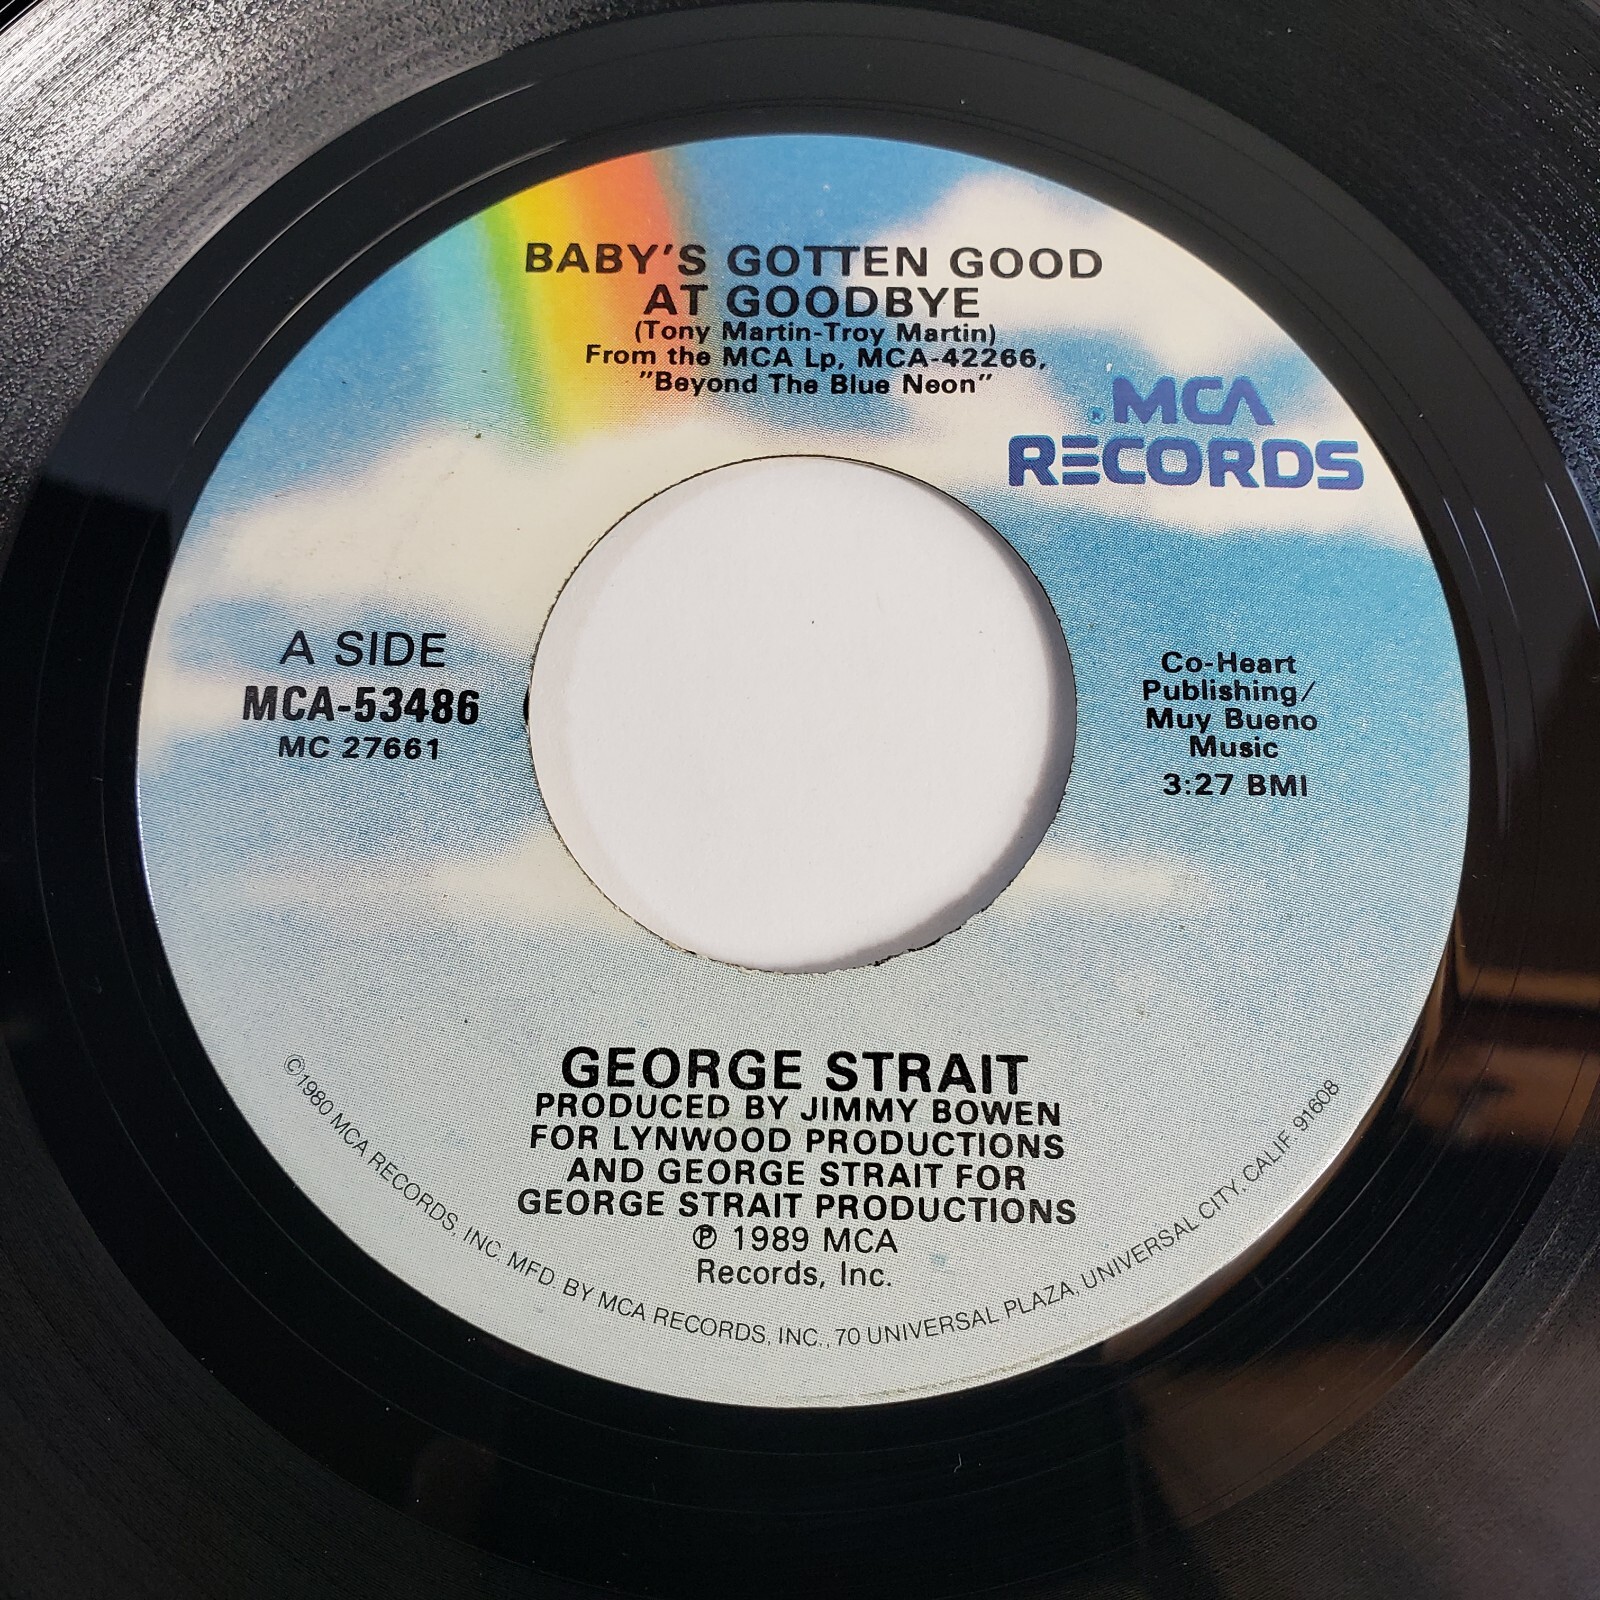 BABY'S GOTTEN GOOD
AT GOODBYE
(Tony Martin-Troy Martin)
From the MCA Lp, MCA-42266,
"Beyond The Blue Neon"
® MCA
RECORDS
A SIDE
MCA-53486
MC 27661
Co-Heart
Publishing/
Muy Bueno
Music
3:27 BMI
GEORGE STRAIT
PRODUCED BY JIMMY BOWEN
FOR LYNWOOD PRODUCTIONS
AND GEORGE STRAIT FOR
GEORGE STRAIT PRODUCTIONS
℗ 1989 MCA
Records, Inc.
©1980 MCA RECORDS, INC. MFD. BY MCA RECORDS, INC., 70 UNIVERSAL PLAZA, UNIVERSAL CITY, CALIF. 91608